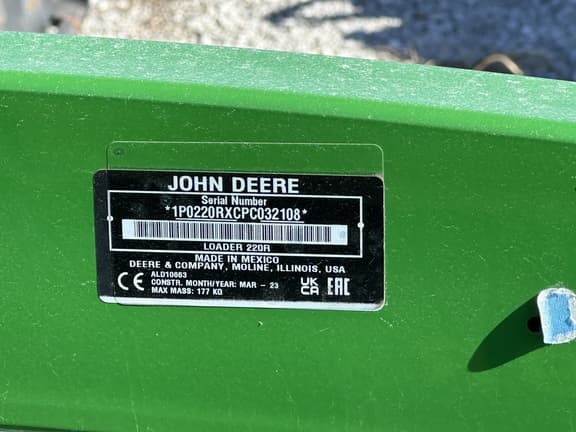 JOHN DEERE
Serial Number
*1P0220RXCPC032108*
LOADER 220R
MADE IN MEXICO
DEERE & COMPANY, MOLINE, ILLINOIS, USA
CE
ALO10663
CONSTR. MONTH/YEAR: MAR - 23
MAX MASS: 177 KG
UK
CA
EAC